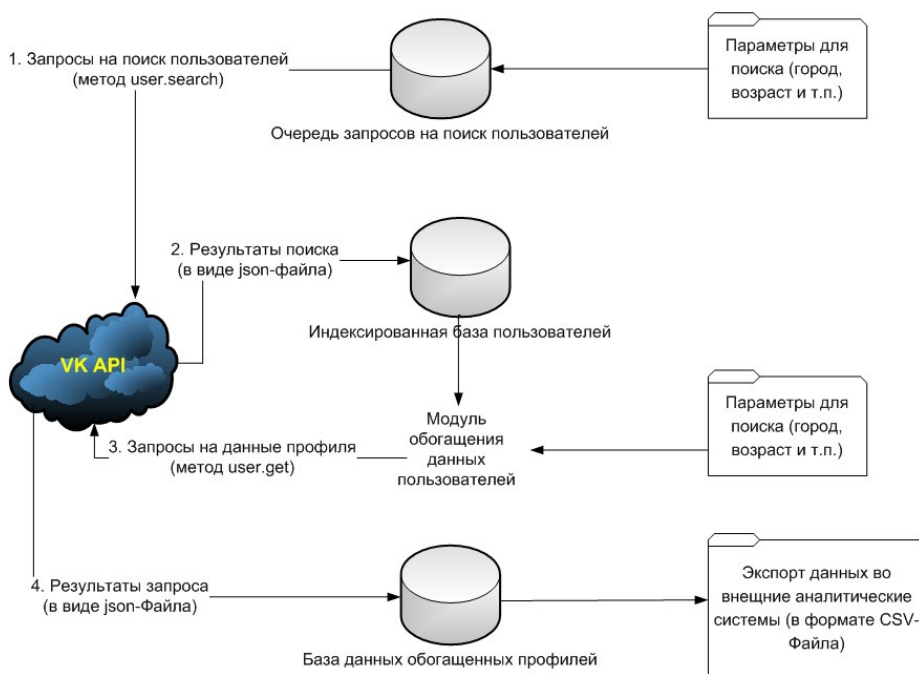 1. Запросы на поиск пользователей
(метод user.search)
Параметры для
поиска (город,
возраст и т.п.)
Очередь запросов на поиск пользователей
2. Результаты поиска
(в виде json-файла)
Индексированная база пользователей
VK API
Модуль
обогащения
данных
пользователей
Параметры для
поиска (город,
возраст и т.п.)
3. Запросы на данные профиля
(метод user.get)
4. Результаты запроса
(в виде json-Файла)
База данных обогащенных профилей
Экспорт данных во
внещние аналитические
системы (в формате CSV-
Файла)